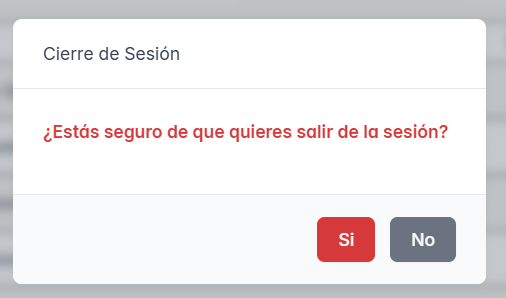 Cierre de Sesión
¿Estás seguro de que quieres salir de la sesión?
Si
No